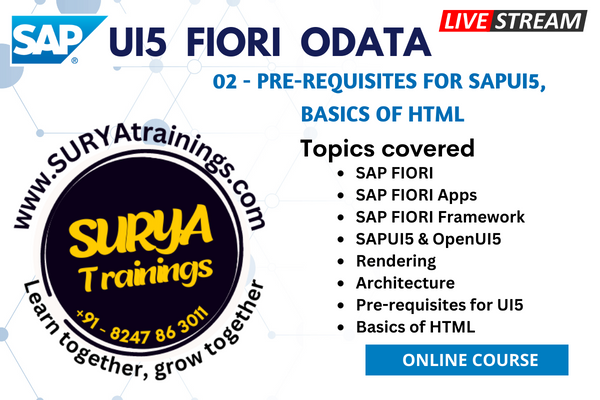 SAP®
UI5 FIORI ODATA
LIVE STREAM
02 - PRE-REQUISITES FOR SAPUI5,
BASICS OF HTML
www.SURYAtrainings.com
SURYA
Trainings
+91 - 8247 86 3011
Learn together, grow together
Topics covered
• SAP FIORI
• SAP FIORI Apps
• SAP FIORI Framework
• SAPUI5 & OpenUI5
• Rendering
• Architecture
• Pre-requisites for UI5
• Basics of HTML
ONLINE COURSE